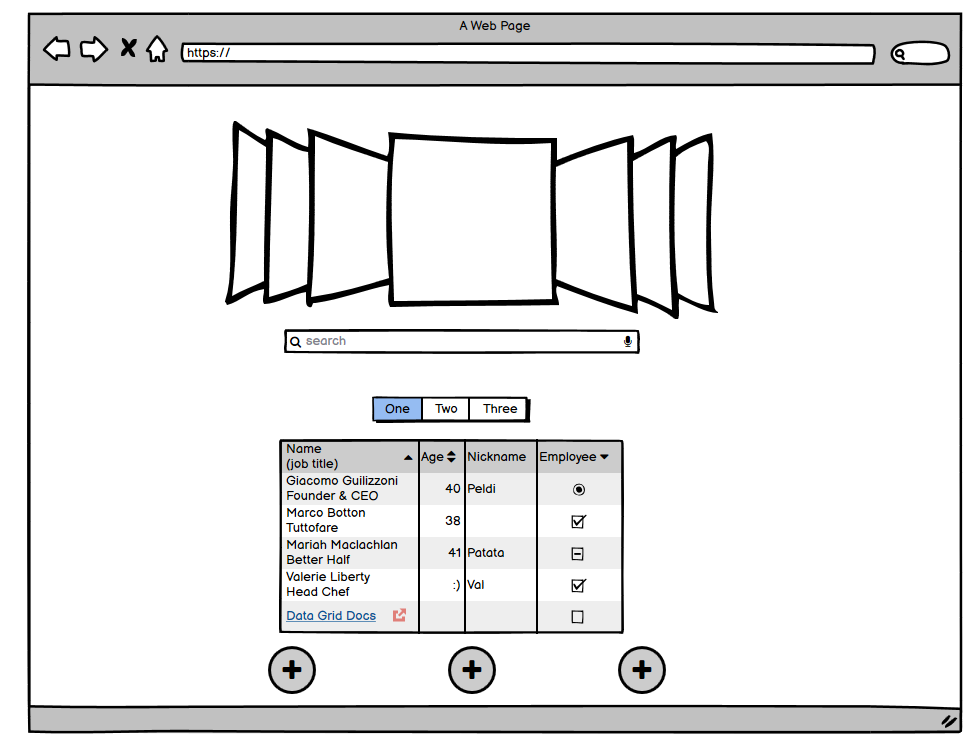 A Web Page
https://
search
One Two Three
Name
(job title)
Age
Nickname
Employee
Giacomo Guilizzoni
Founder & CEO
40
Peldi
Marco Botton
Tuttofare
38
Mariah Maclachlan
Better Half
41
Patata
Valerie Liberty
Head Chef
:)
Val
Data Grid Docs